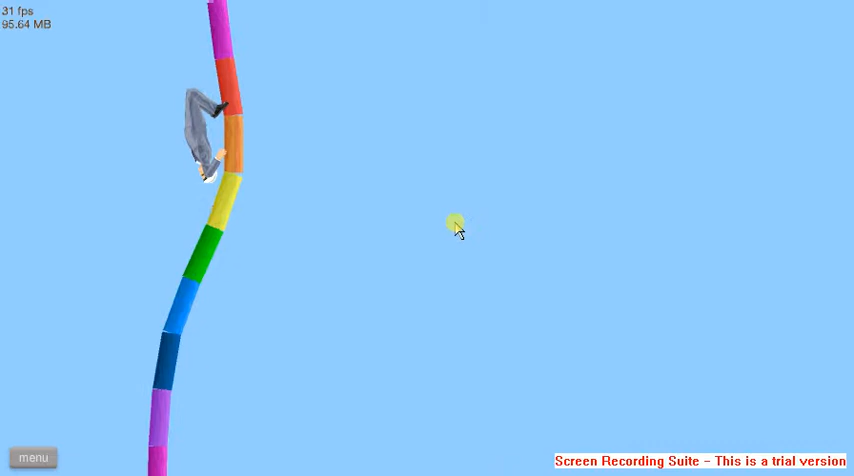 31 fps
95.64 MB
menu
Screen Recording Suite - This is a trial version